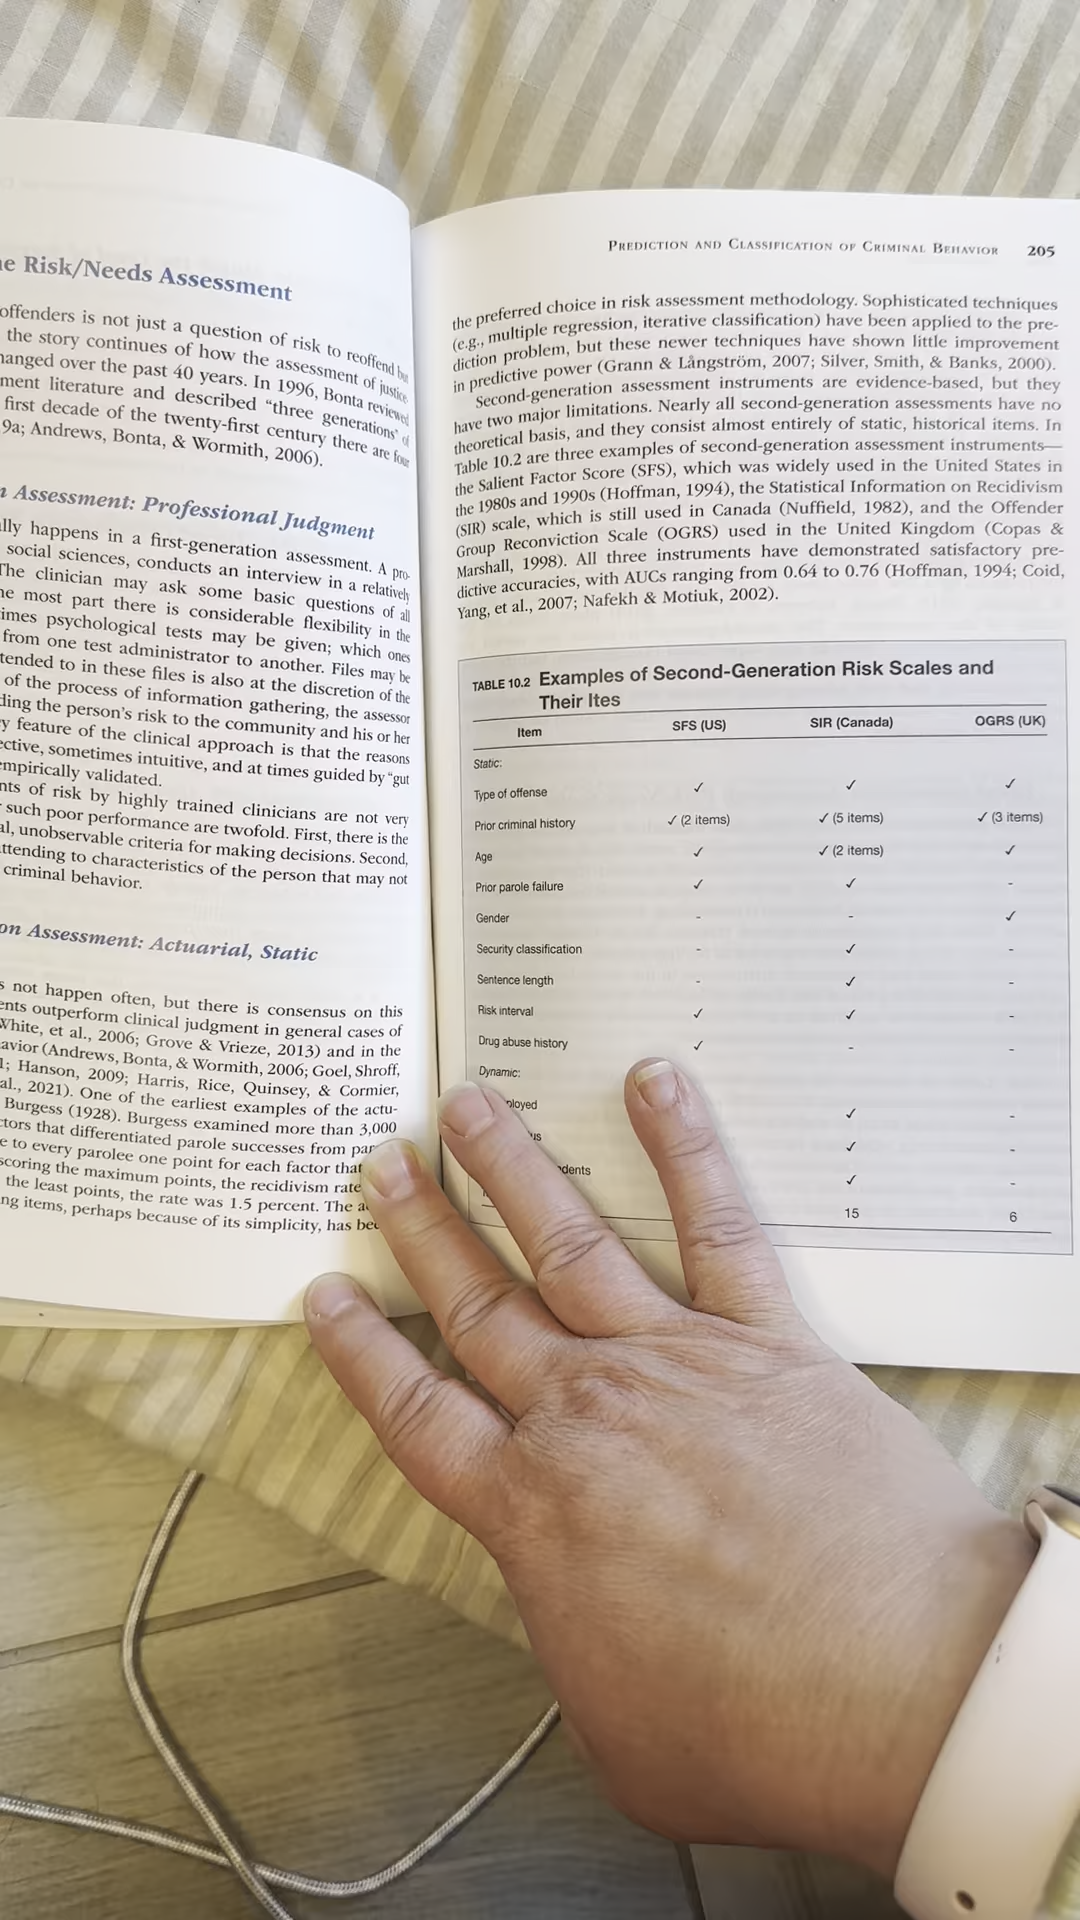 e Risk/Needs Assessment
offenders is not just a question of risk to reoffend but
the story continues of how the assessment of justice-
hanged over the past 40 years. In 1996, Bonta reviewed
ment literature and described “three generations” of
first decade of the twenty-first century there are four
9a; Andrews, Bonta, & Wormith, 2006).
n Assessment: Professional Judgment
lly happens in a first-generation assessment. A pro-
social sciences, conducts an interview in a relatively
The clinician may ask some basic questions of all
he most part there is considerable flexibility in the
times psychological tests may be given; which ones
from one test administrator to another. Files may be
tended to in these files is also at the discretion of the
of the process of information gathering, the assessor
ding the person’s risk to the community and his or her
y feature of the clinical approach is that the reasons
ective, sometimes intuitive, and at times guided by “gut
empirically validated.
nts of risk by highly trained clinicians are not very
such poor performance are twofold. First, there is the
al, unobservable criteria for making decisions. Second,
attending to characteristics of the person that may not
criminal behavior.
on Assessment: Actuarial, Static
s not happen often, but there is consensus on this
ents outperform clinical judgment in general cases of
White, et al., 2006; Grove & Vrieze, 2013) and in the
avior (Andrews, Bonta, & Wormith, 2006; Goel, Shroff,
1; Hanson, 2009; Harris, Rice, Quinsey, & Cormier,
al., 2021). One of the earliest examples of the actu-
Burgess (1928). Burgess examined more than 3,000
ctors that differentiated parole successes from par
e to every parolee one point for each factor that
scoring the maximum points, the recidivism rate
the least points, the rate was 1.5 percent. The a
ng items, perhaps because of its simplicity, has bee
PREDICTION AND CLASSIFICATION OF CRIMINAL BEHAVIOR 205
the preferred choice in risk assessment methodology. Sophisticated techniques
(e.g., multiple regression, iterative classification) have been applied to the pre-
diction problem, but these newer techniques have shown little improvement
in predictive power (Grann & Långström, 2007; Silver, Smith, & Banks, 2000).
Second-generation assessment instruments are evidence-based, but they
have two major limitations. Nearly all second-generation assessments have no
theoretical basis, and they consist almost entirely of static, historical items. In
Table 10.2 are three examples of second-generation assessment instruments—
the Salient Factor Score (SFS), which was widely used in the United States in
the 1980s and 1990s (Hoffman, 1994), the Statistical Information on Recidivism
(SIR) scale, which is still used in Canada (Nuffield, 1982), and the Offender
Group Reconviction Scale (OGRS) used in the United Kingdom (Copas &
Marshall, 1998). All three instruments have demonstrated satisfactory pre-
dictive accuracies, with AUCs ranging from 0.64 to 0.76 (Hoffman, 1994; Coid,
Yang, et al., 2007; Nafekh & Motiuk, 2002).
TABLE 10.2 Examples of Second-Generation Risk Scales and
Their Ites
Item SFS (US) SIR (Canada) OGRS (UK)
Static:
Type of offense ✓ ✓ ✓
Prior criminal history ✓ (2 items) ✓ (5 items) ✓ (3 items)
Age ✓ ✓ (2 items) ✓
Prior parole failure ✓ ✓ -
Gender - - ✓
Security classification - ✓ -
Sentence length - ✓ -
Risk interval ✓ ✓ -
Drug abuse history ✓ - -
Dynamic:
ployed ✓ -
us ✓ -
dents ✓ -
15 6